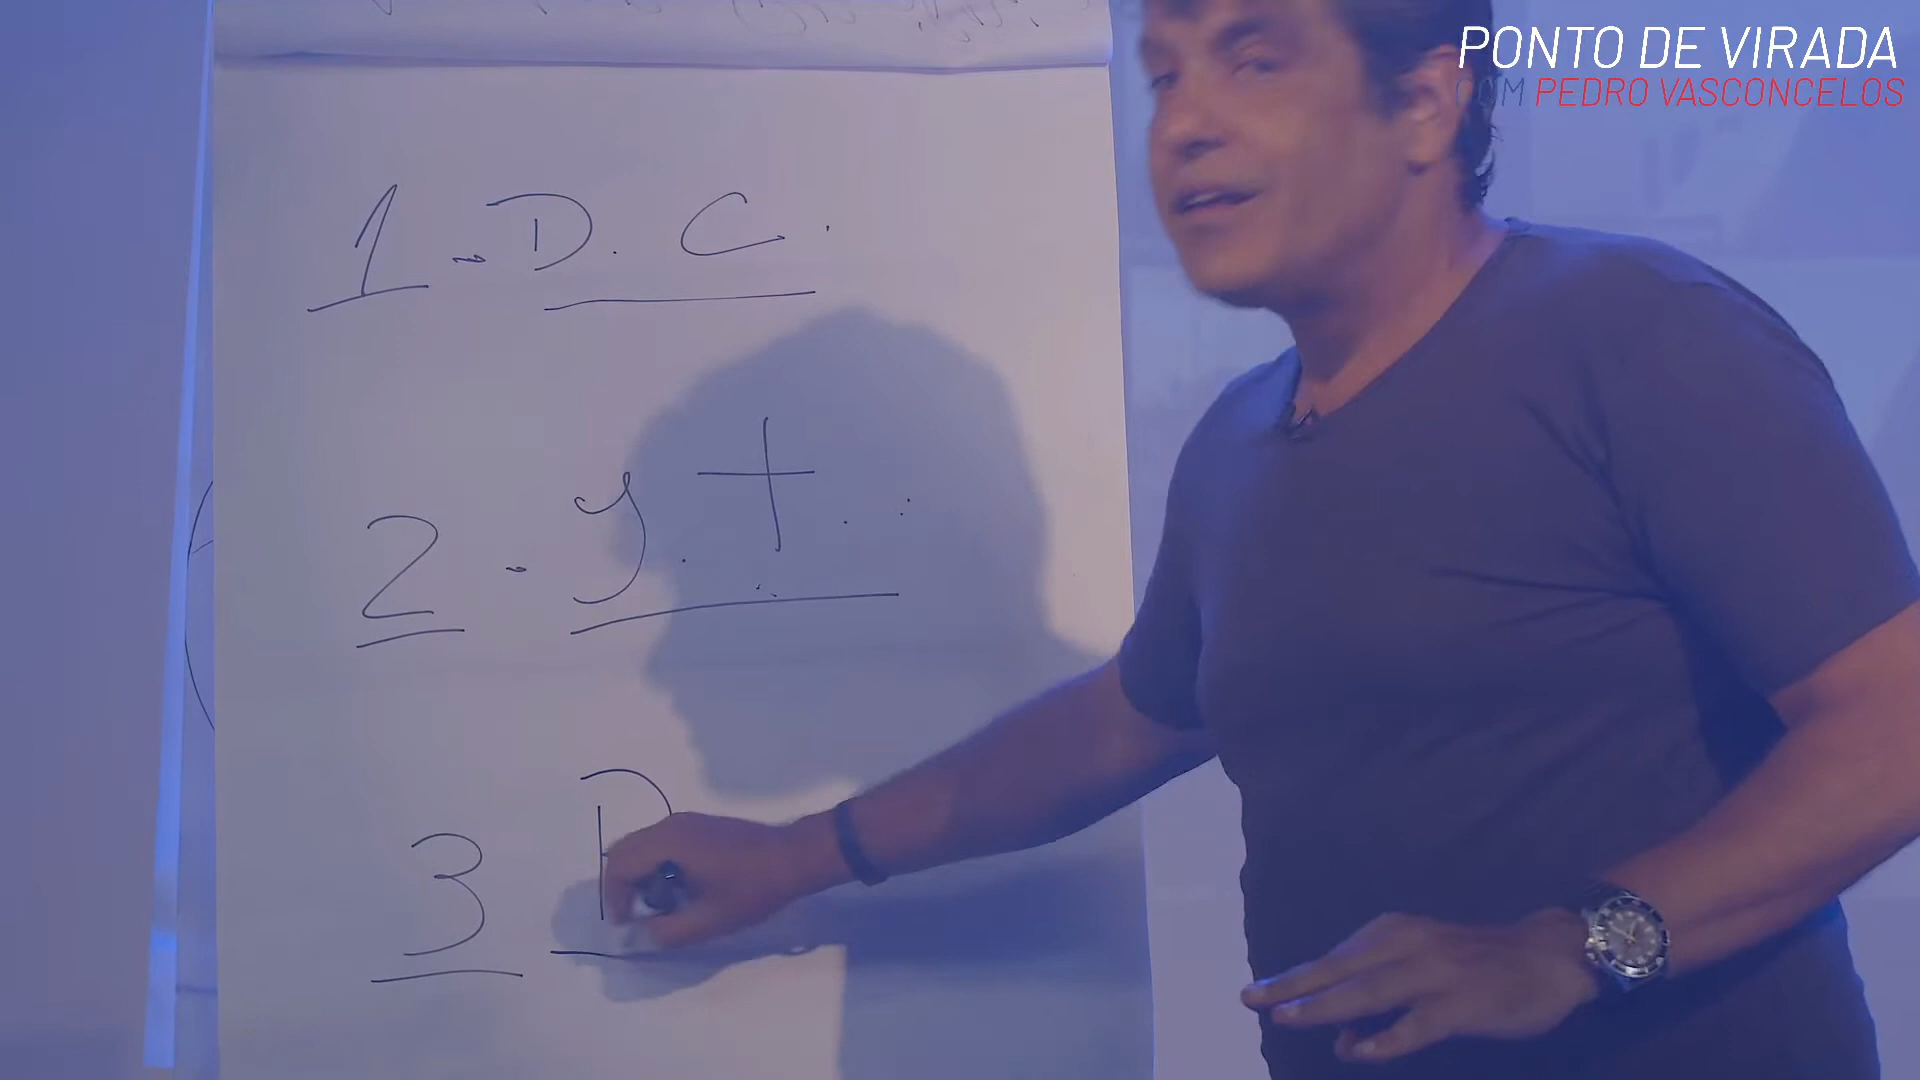 PONTO DE VIRADA
COM PEDRO VASCONCELOS
1. D. C.
2. Y. T.
3